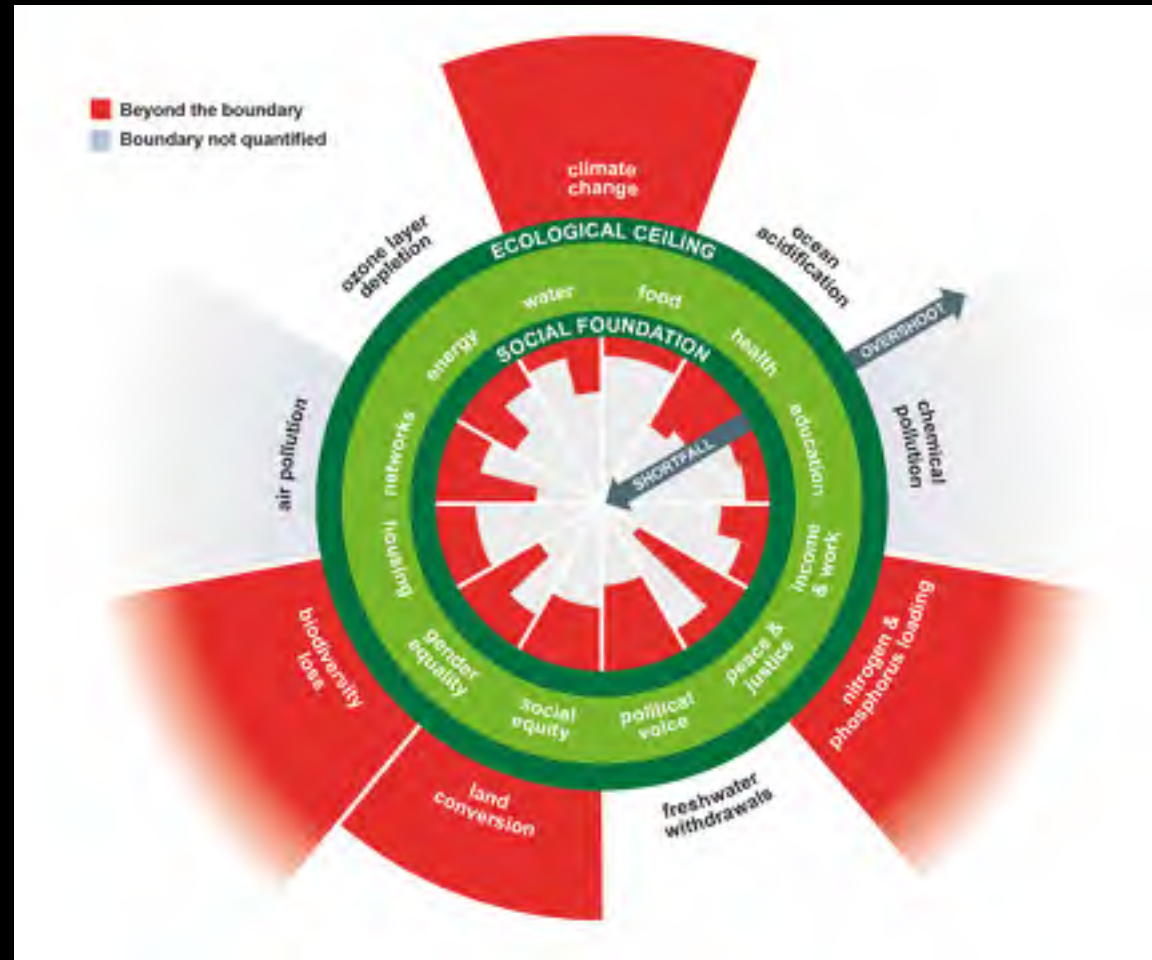 Beyond the boundary
Boundary not quantified
climate
change
ozone layer
depletion
ocean
acidification
ECOLOGICAL CEILING
OVERSHOOT
water
food
energy
health
SOCIAL FOUNDATION
networks
education
SHORTFALL
air pollution
chemical
pollution
housing
income
& work
biodiversity
loss
nitrogen &
phosphorus loading
gender
equality
peace &
justice
social
equity
political
voice
land
conversion
freshwater
withdrawals